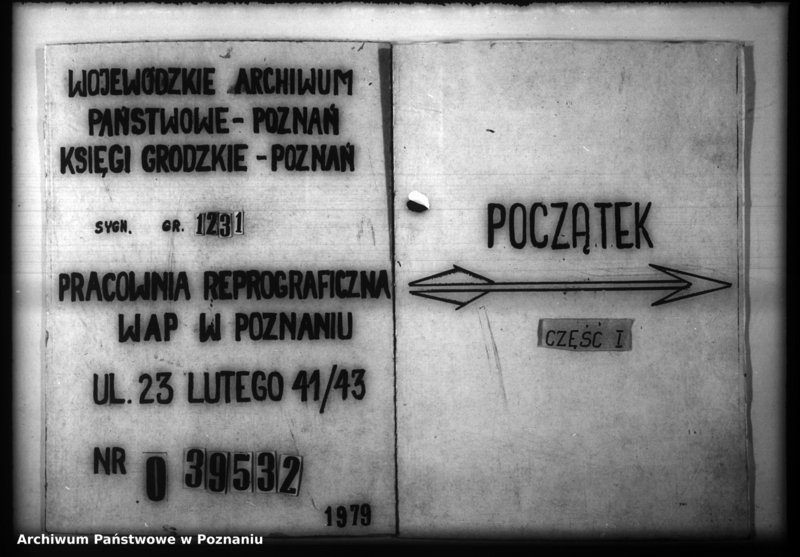 WOJEWÓDZKIE ARCHIWUM
PAŃSTWOWE - POZNAŃ
KSIĘGI GRODZKIE - POZNAŃ
SYGN. GR. 1231
PRACOWNIA REPROGRAFICZNA
WAP W POZNANIU
UL. 23 LUTEGO 41/43
NR 0 39532
1979
POCZĄTEK
CZĘŚĆ I
Archiwum Państwowe w Poznaniu